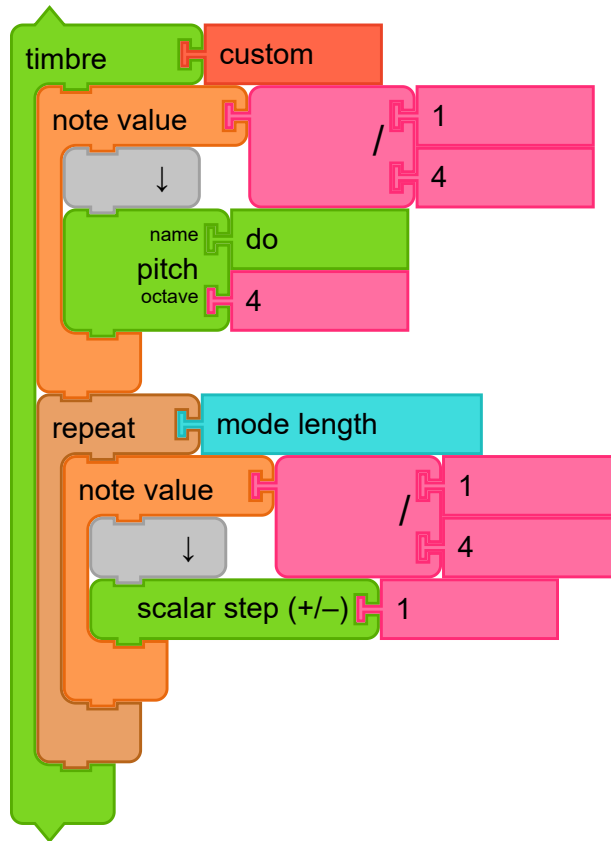 timbre custom
note value / 1
4
↓
name do
pitch
octave 4
repeat mode length
note value / 1
4
↓
scalar step (+/–) 1